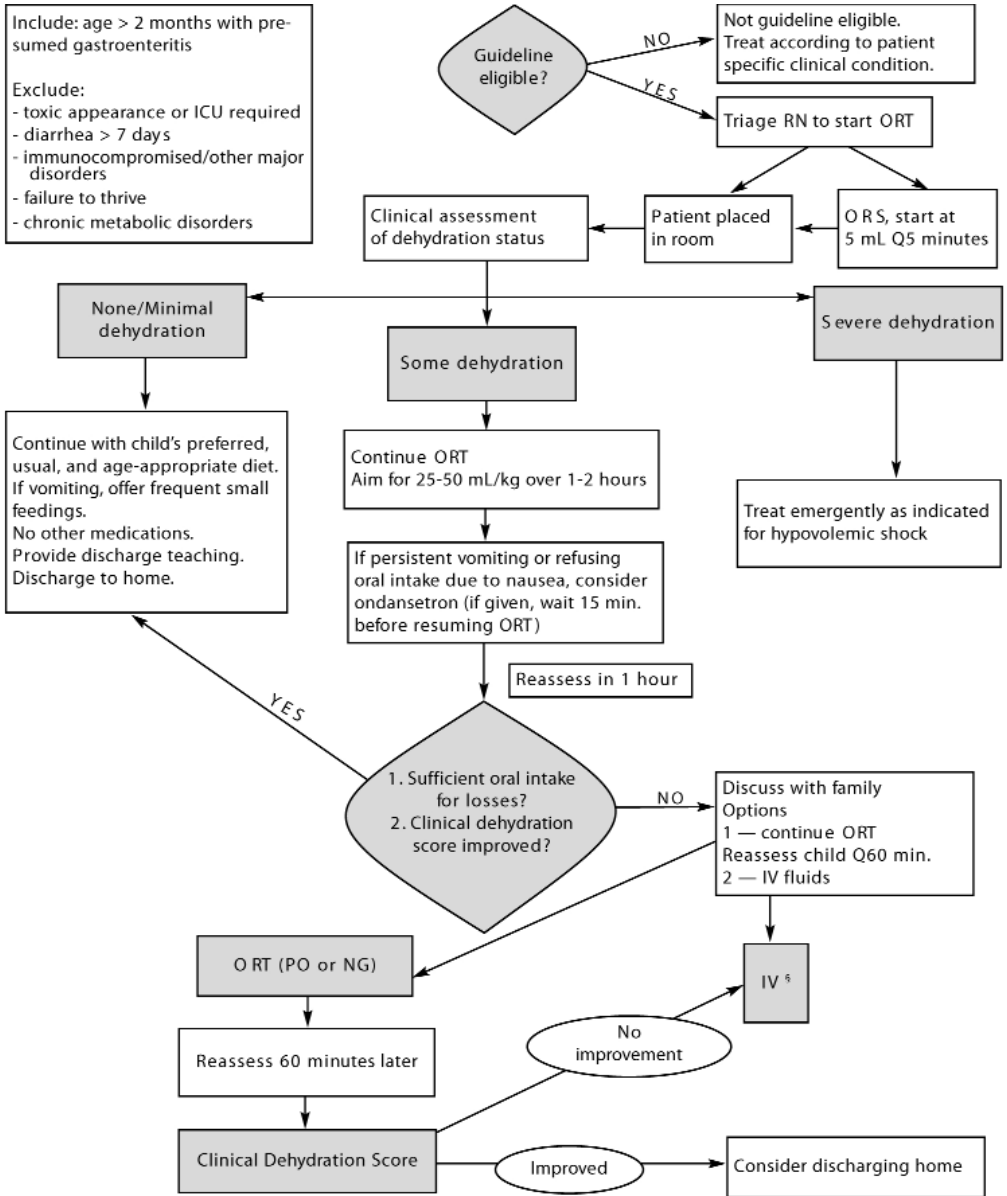 Include: age > 2 months with pre-
sumed gastroenteritis
Exclude:
- toxic appearance or ICU required
- diarrhea > 7 days
- immunocompromised/other major
disorders
- failure to thrive
- chronic metabolic disorders
Guideline
eligible?
NO
Not guideline eligible.
Treat according to patient
specific clinical condition.
YES
Triage RN to start ORT
ORS, start at
5 mL Q5 minutes
Patient placed
in room
Clinical assessment
of dehydration status
None/Minimal
dehydration
Some dehydration
Severe dehydration
Continue with child's preferred,
usual, and age-appropriate diet.
If vomiting, offer frequent small
feedings.
No other medications.
Provide discharge teaching.
Discharge to home.
Continue ORT
Aim for 25-50 mL/kg over 1-2 hours
Treat emergently as indicated
for hypovolemic shock
If persistent vomiting or refusing
oral intake due to nausea, consider
ondansetron (if given, wait 15 min.
before resuming ORT)
Reassess in 1 hour
YES
1. Sufficient oral intake
for losses?
2. Clinical dehydration
score improved?
NO
Discuss with family
Options
1 — continue ORT
Reassess child Q60 min.
2 — IV fluids
ORT (PO or NG)
IV §
Reassess 60 minutes later
No
improvement
Clinical Dehydration Score
Improved
Consider discharging home